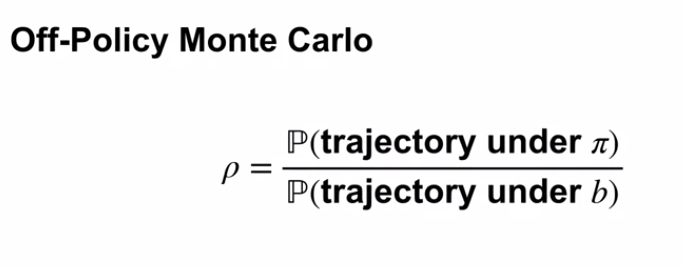 Off-Policy Monte Carlo
ρ = ℙ(trajectory under π)
ℙ(trajectory under b)